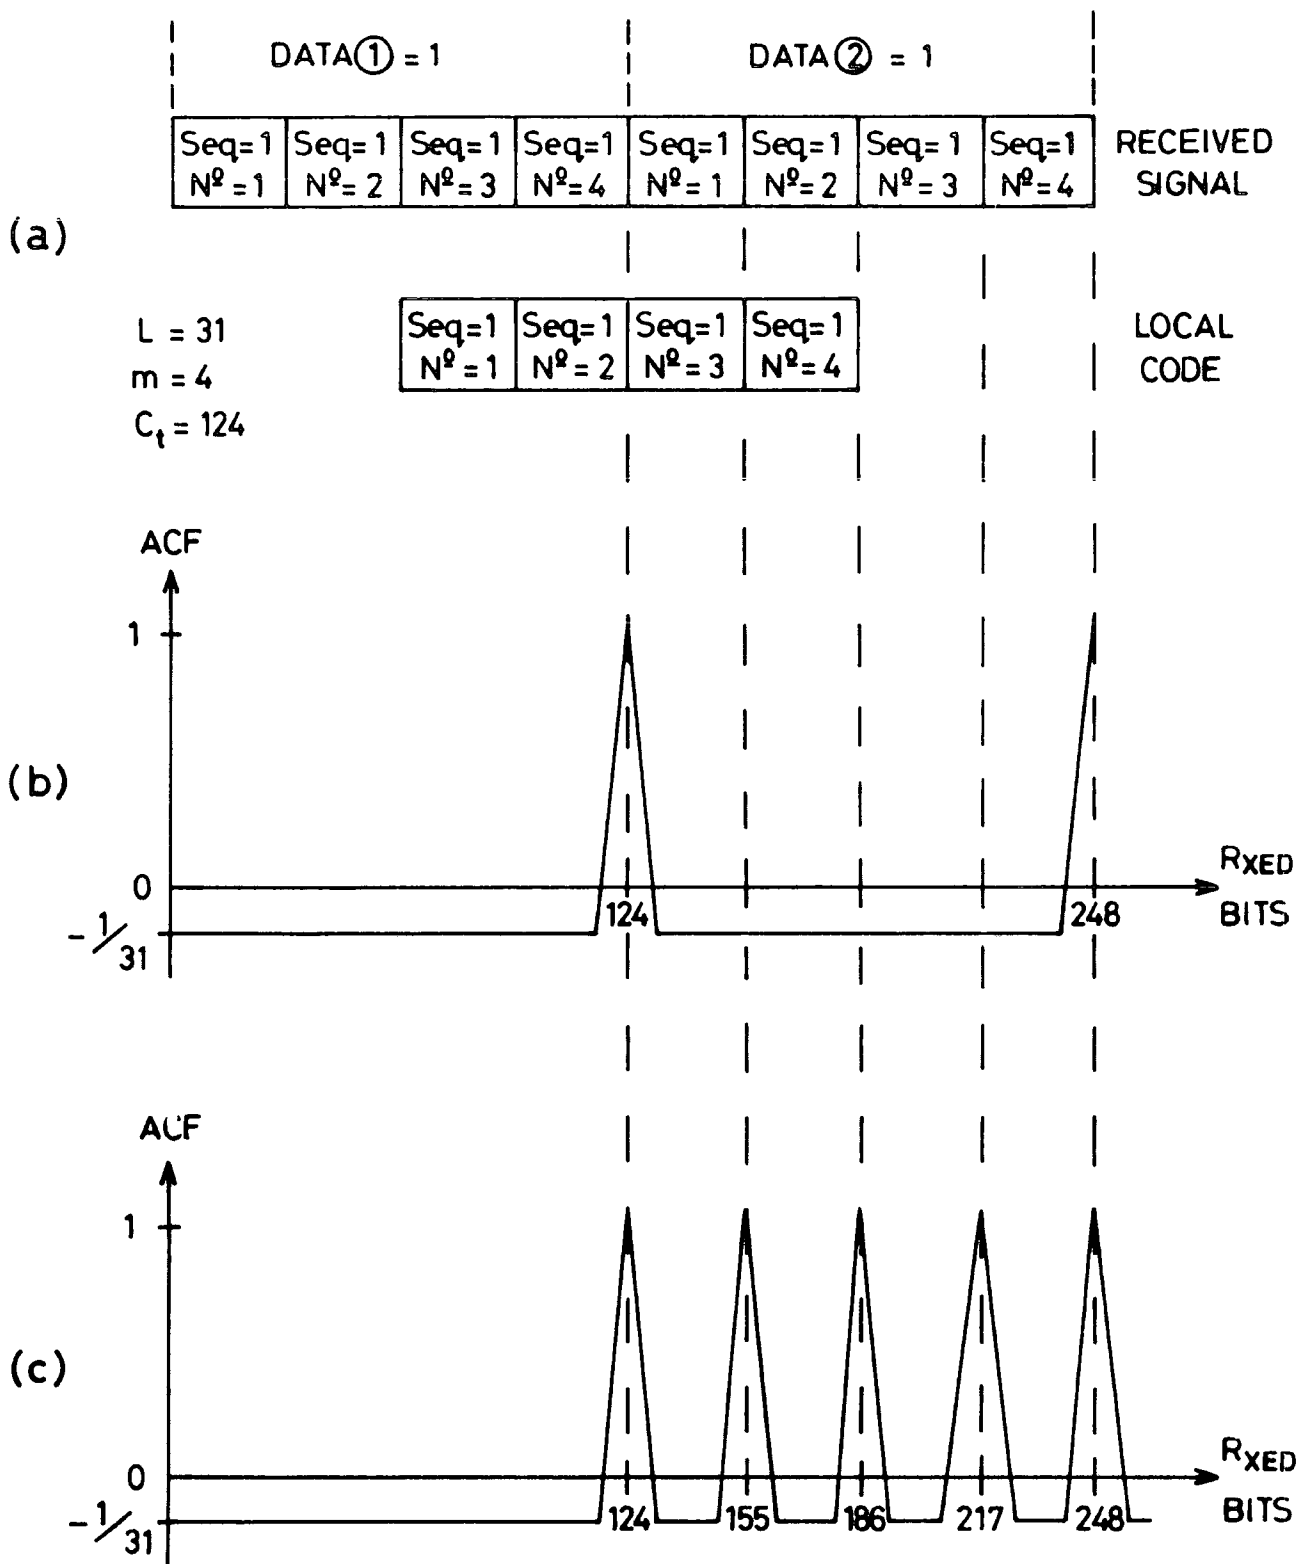 DATA① = 1 DATA② = 1
Seq=1 Seq=1 Seq=1 Seq=1 Seq=1 Seq=1 Seq=1 Seq=1 RECEIVED
Nº=1 Nº=2 Nº=3 Nº=4 Nº=1 Nº=2 Nº=3 Nº=4 SIGNAL
(a)
L = 31 Seq=1 Seq=1 Seq=1 Seq=1 LOCAL
m = 4 Nº=1 Nº=2 Nº=3 Nº=4 CODE
Cₜ = 124
ACF
1
(b)
0 RXED
124 248 BITS
- 1/31
ACF
1
(c)
0 RXED
- 1/31 124 155 186 217 248 BITS